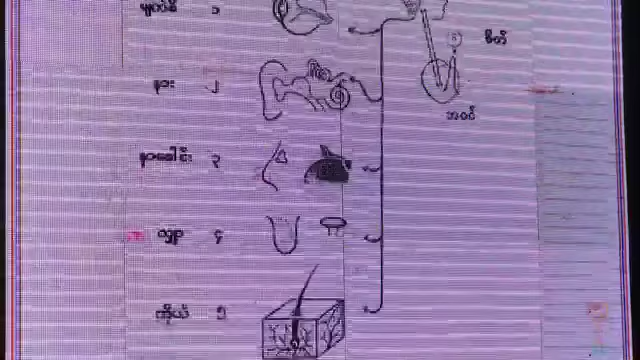 မျက်စိ ၁
စိတ်
နား ၂
ဘဝင်
နှာခေါင်း ၃
လျှာ ၄
ကိုယ် ၅